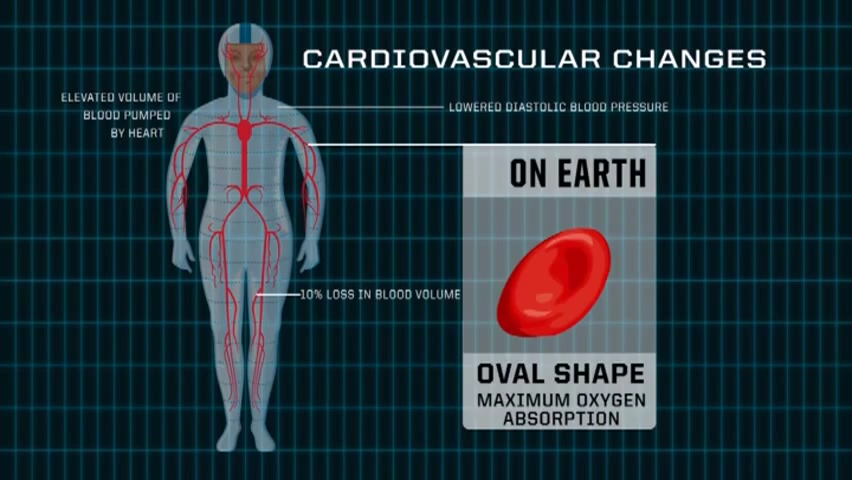 CARDIOVASCULAR CHANGES
ELEVATED VOLUME OF
BLOOD PUMPED
BY HEART
LOWERED DIASTOLIC BLOOD PRESSURE
ON EARTH
10% LOSS IN BLOOD VOLUME
OVAL SHAPE
MAXIMUM OXYGEN
ABSORPTION